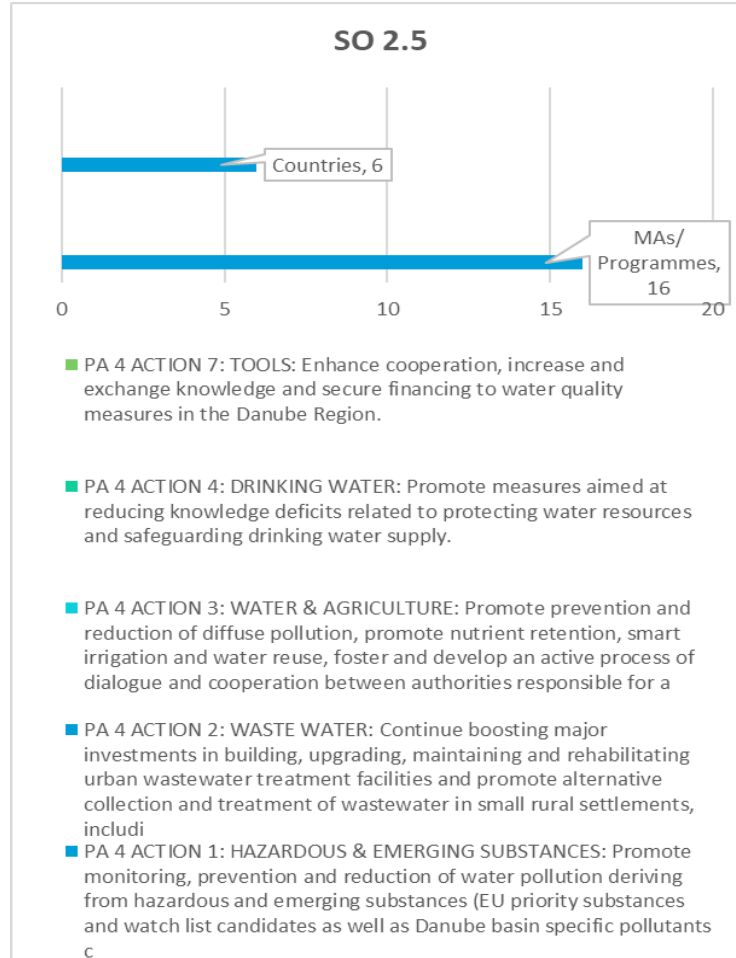 SO 2.5
Countries, 6
MAs/
Programmes,
16
0
5
10
15
20
PA 4 ACTION 7: TOOLS: Enhance cooperation, increase and
exchange knowledge and secure financing to water quality
measures in the Danube Region.
PA 4 ACTION 4: DRINKING WATER: Promote measures aimed at
reducing knowledge deficits related to protecting water resources
and safeguarding drinking water supply.
PA 4 ACTION 3: WATER & AGRICULTURE: Promote prevention and
reduction of diffuse pollution, promote nutrient retention, smart
irrigation and water reuse, foster and develop an active process of
dialogue and cooperation between authorities responsible for a
PA 4 ACTION 2: WASTE WATER: Continue boosting major
investments in building, upgrading, maintaining and rehabilitating
urban wastewater treatment facilities and promote alternative
collection and treatment of wastewater in small rural settlements,
includi
PA 4 ACTION 1: HAZARDOUS & EMERGING SUBSTANCES: Promote
monitoring, prevention and reduction of water pollution deriving
from hazardous and emerging substances (EU priority substances
and watch list candidates as well as Danube basin specific pollutants
c